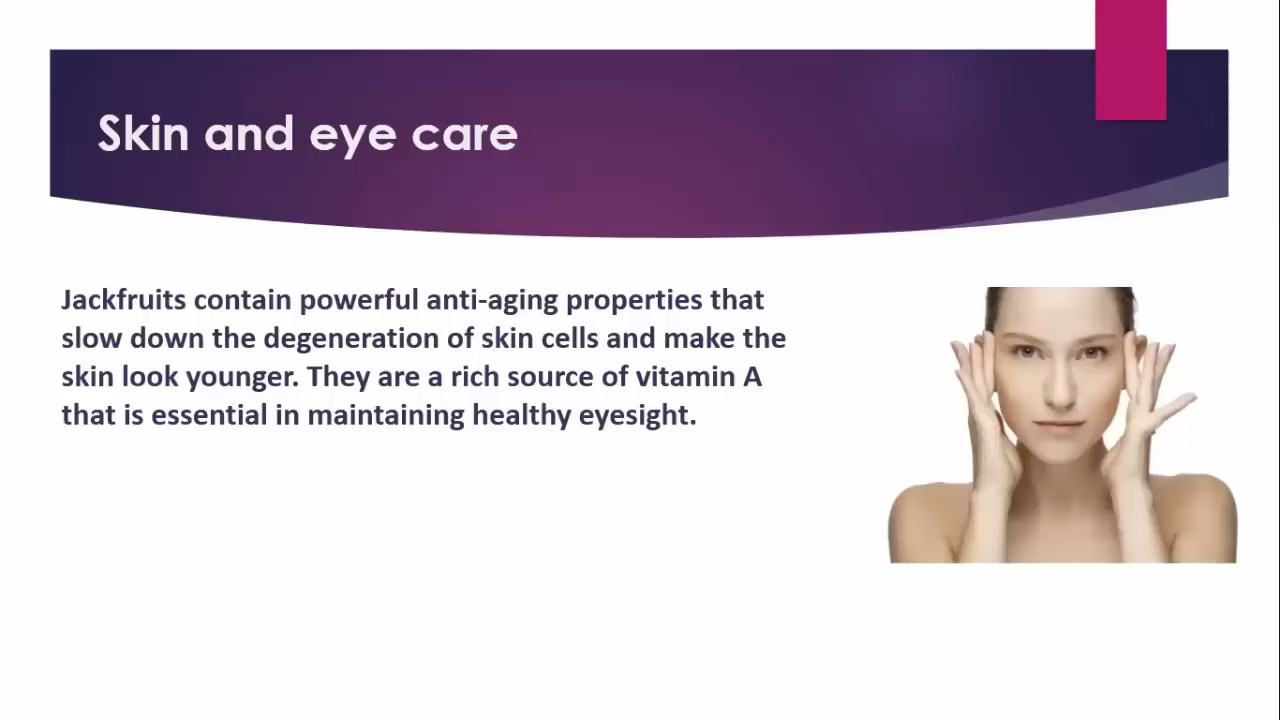 Skin and eye care
Jackfruits contain powerful anti-aging properties that
slow down the degeneration of skin cells and make the
skin look younger. They are a rich source of vitamin A
that is essential in maintaining healthy eyesight.